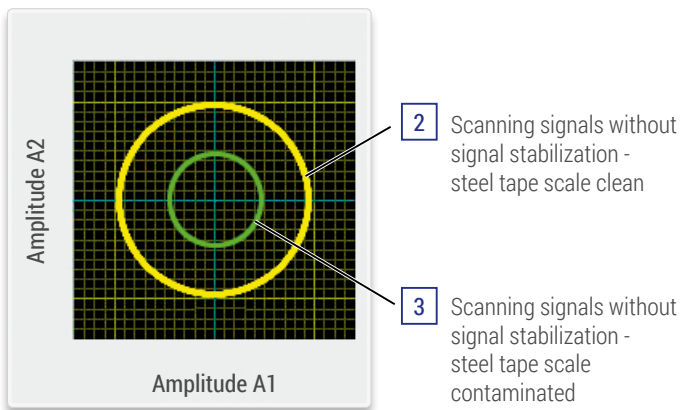 Amplitude A2
Amplitude A1
2
Scanning signals without
signal stabilization -
steel tape scale clean
3
Scanning signals without
signal stabilization -
steel tape scale
contaminated